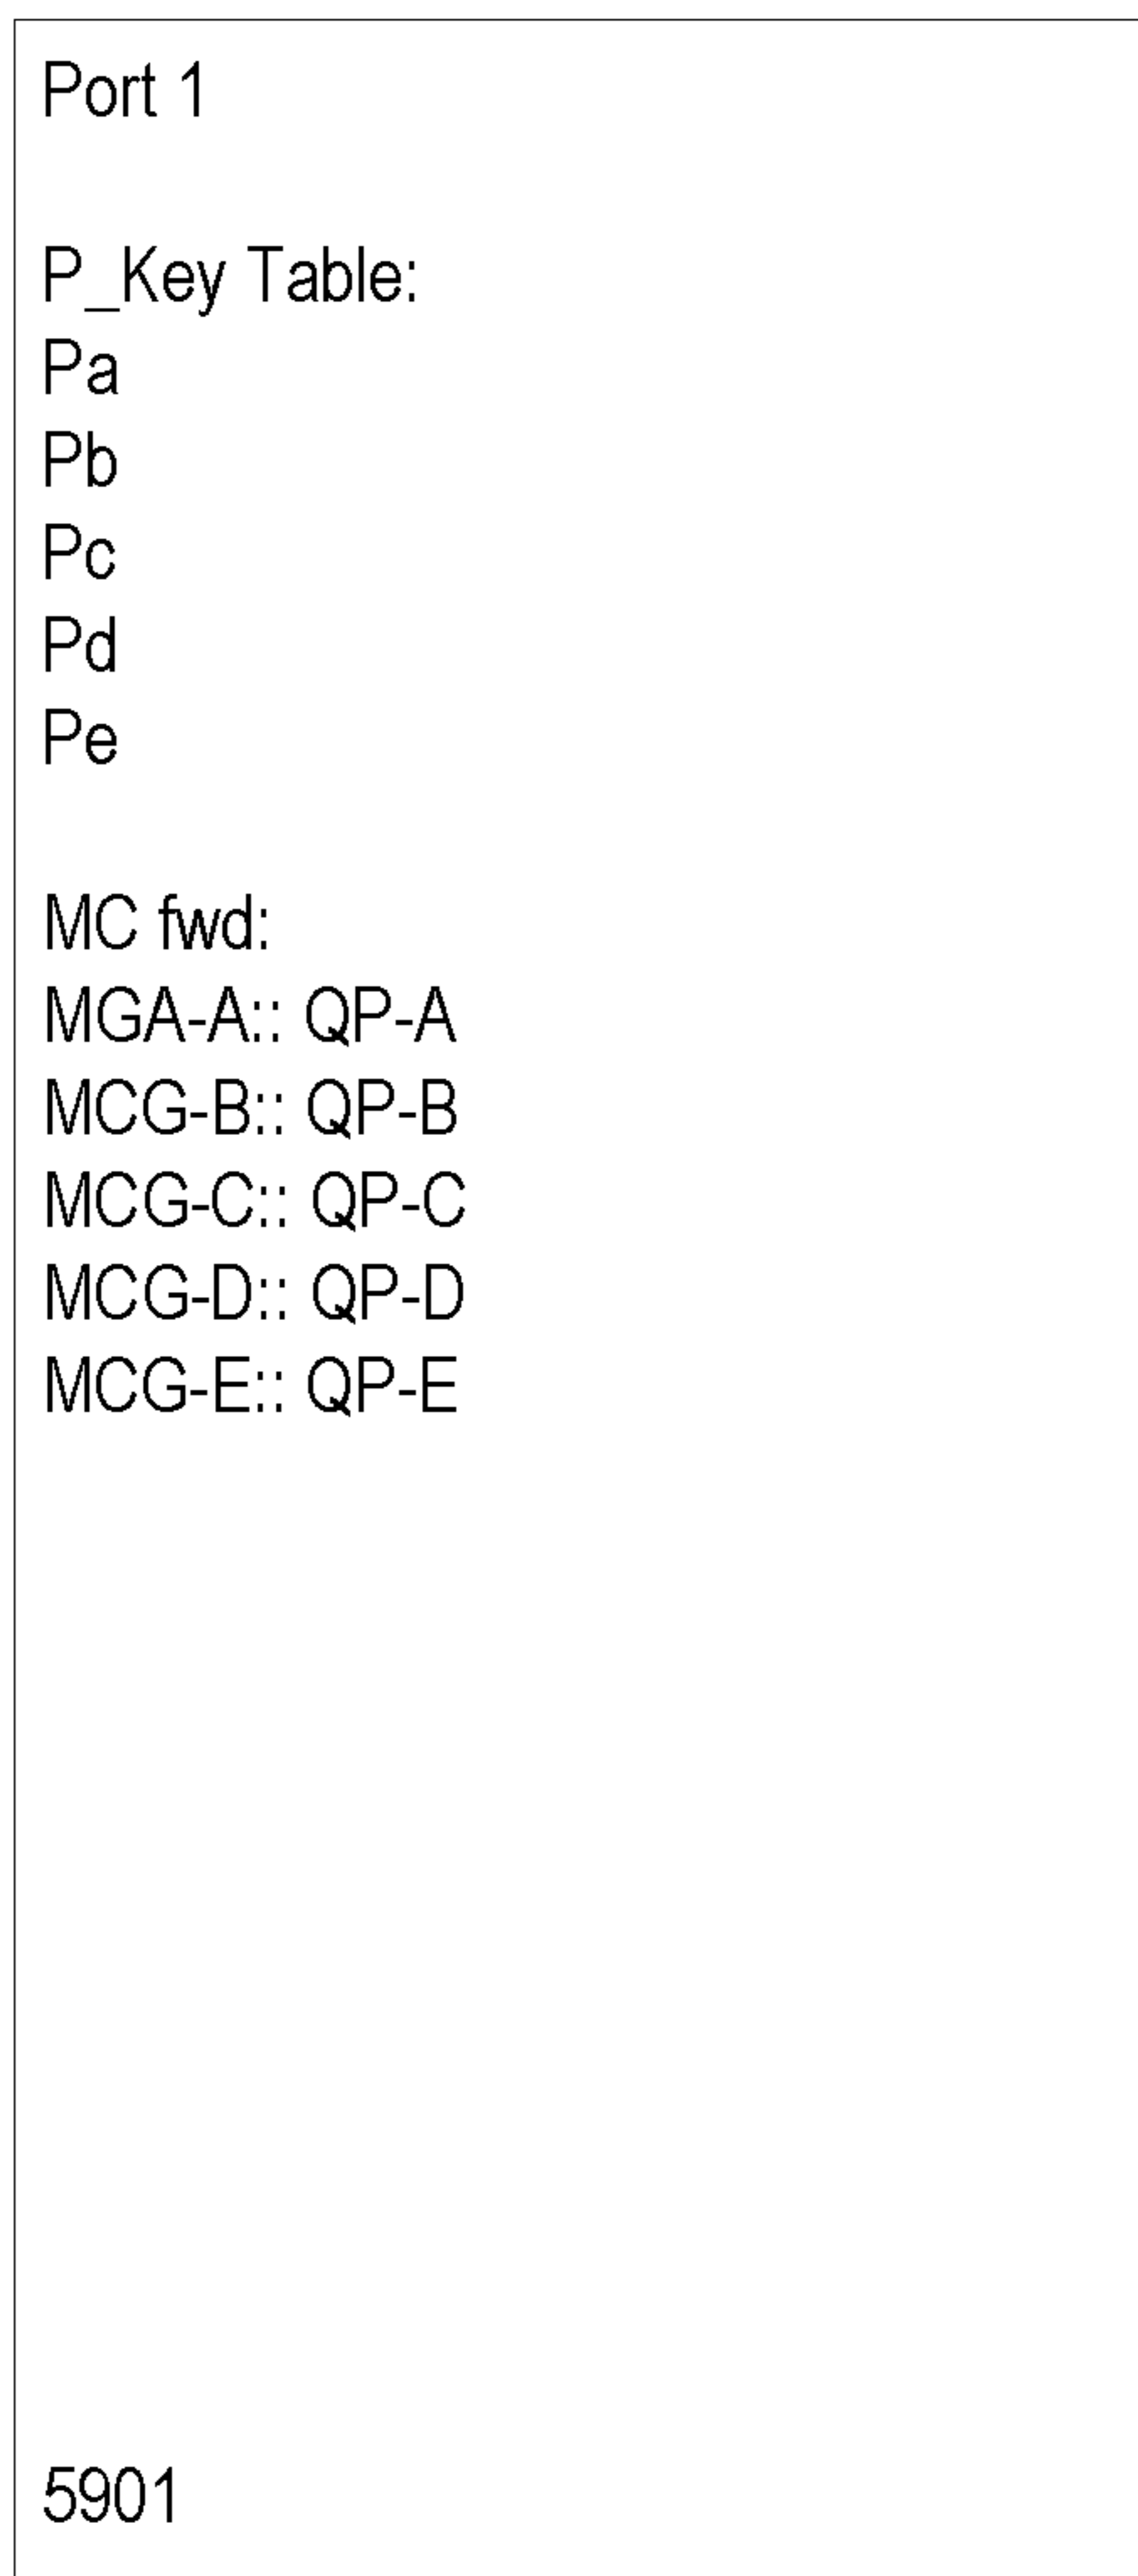 Port 1
P_Key Table:
Pa
Pb
Pc
Pd
Pe
MC fwd:
MGA-A:: QP-A
MCG-B:: QP-B
MCG-C:: QP-C
MCG-D:: QP-D
MCG-E:: QP-E
5901